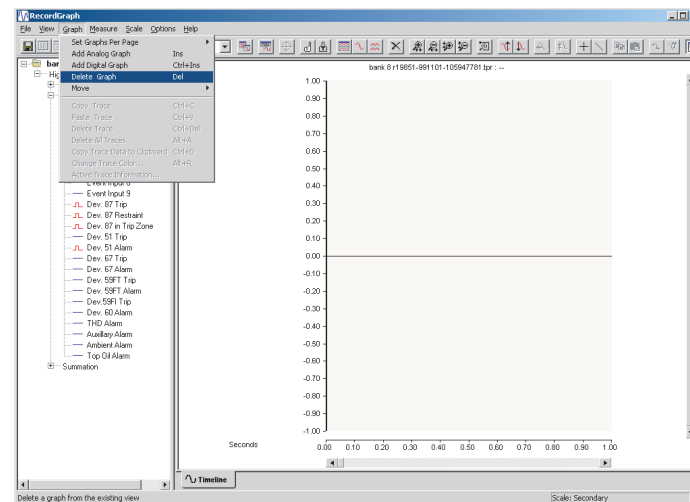 RecordGraph
File View Graph Measure Scale Options Help
Set Graphs Per Page
Add Analog Graph Ins
Add Digital Graph Ctrl+Ins
Delete Graph Del
Move
Copy Trace Ctrl+C
Paste Trace Ctrl+V
Delete Trace Ctrl+Del
Delete All Traces Alt+A
Copy Trace Data to Clipboard Ctrl+D
Change Trace Color... Alt+R
Active Trace Information...
Event Input 9
Dev. 87 Trip
Dev. 87 Restraint
Dev. 87 in Trip Zone
Dev. 51 Trip
Dev. 51 Alarm
Dev. 67 Trip
Dev. 67 Alarm
Dev. 59FT Trip
Dev. 59FT Alarm
Dev.59FI Trip
Dev. 60 Alarm
THD Alarm
Auxillary Alarm
Ambient Alarm
Top Oil Alarm
Summation
bank 8 r19851-991101-105947781.tpr : --
1.00
0.90
0.80
0.70
0.60
0.50
0.40
0.30
0.20
0.10
0.00
-0.10
-0.20
-0.30
-0.40
-0.50
-0.60
-0.70
-0.80
-0.90
-1.00
Seconds
0.00 0.10 0.20 0.30 0.40 0.50 0.60 0.70 0.80 0.90 1.00
Timeline
Delete a graph from the existing view
Scale: Secondary